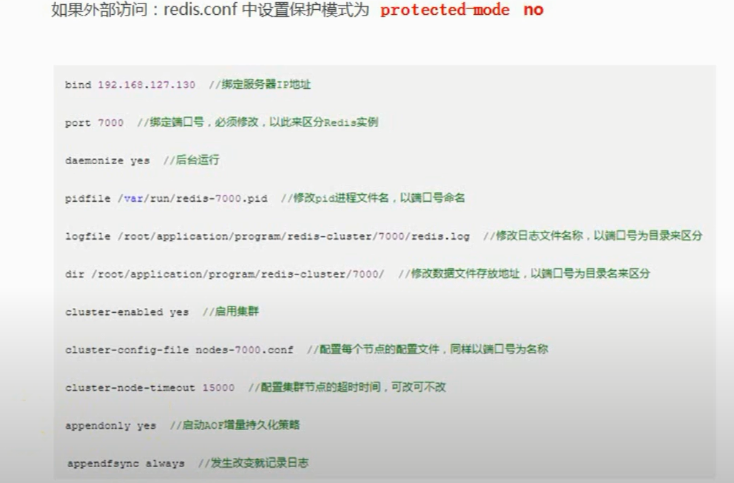 如果外部访问：redis.conf 中设置保护模式为 protected-mode no
bind 192.168.127.130 //绑定服务器IP地址
port 7000 //绑定端口号，必须修改，以此来区分Redis实例
daemonize yes //后台运行
pidfile /var/run/redis-7000.pid //修改pid进程文件名，以端口号命名
logfile /root/application/program/redis-cluster/7000/redis.log //修改日志文件名称，以端口号为目录来区分
dir /root/application/program/redis-cluster/7000/ //修改数据文件存放地址，以端口号为目录名来区分
cluster-enabled yes //启用集群
cluster-config-file nodes-7000.conf //配置每个节点的配置文件，同样以端口号为名称
cluster-node-timeout 15000 //配置集群节点的超时时间，可改可不改
appendonly yes //启动AOF增量持久化策略
appendfsync always //发生改变就记录日志